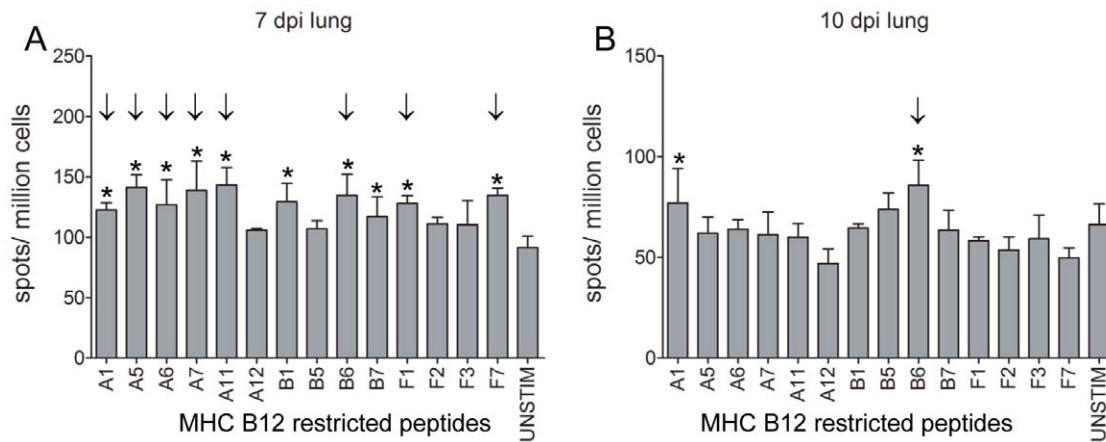 A
7 dpi lung
250
200
150
100
50
0
spots/ million cells
* * * * * * * * * *
A1 A5 A6 A7 A11 A12 B1 B5 B6 B7 F1 F2 F3 F7 UNSTIM
MHC B12 restricted peptides
B
10 dpi lung
150
100
50
0
spots/ million cells
* *
A1 A5 A6 A7 A11 A12 B1 B5 B6 B7 F1 F2 F3 F7 UNSTIM
MHC B12 restricted peptides